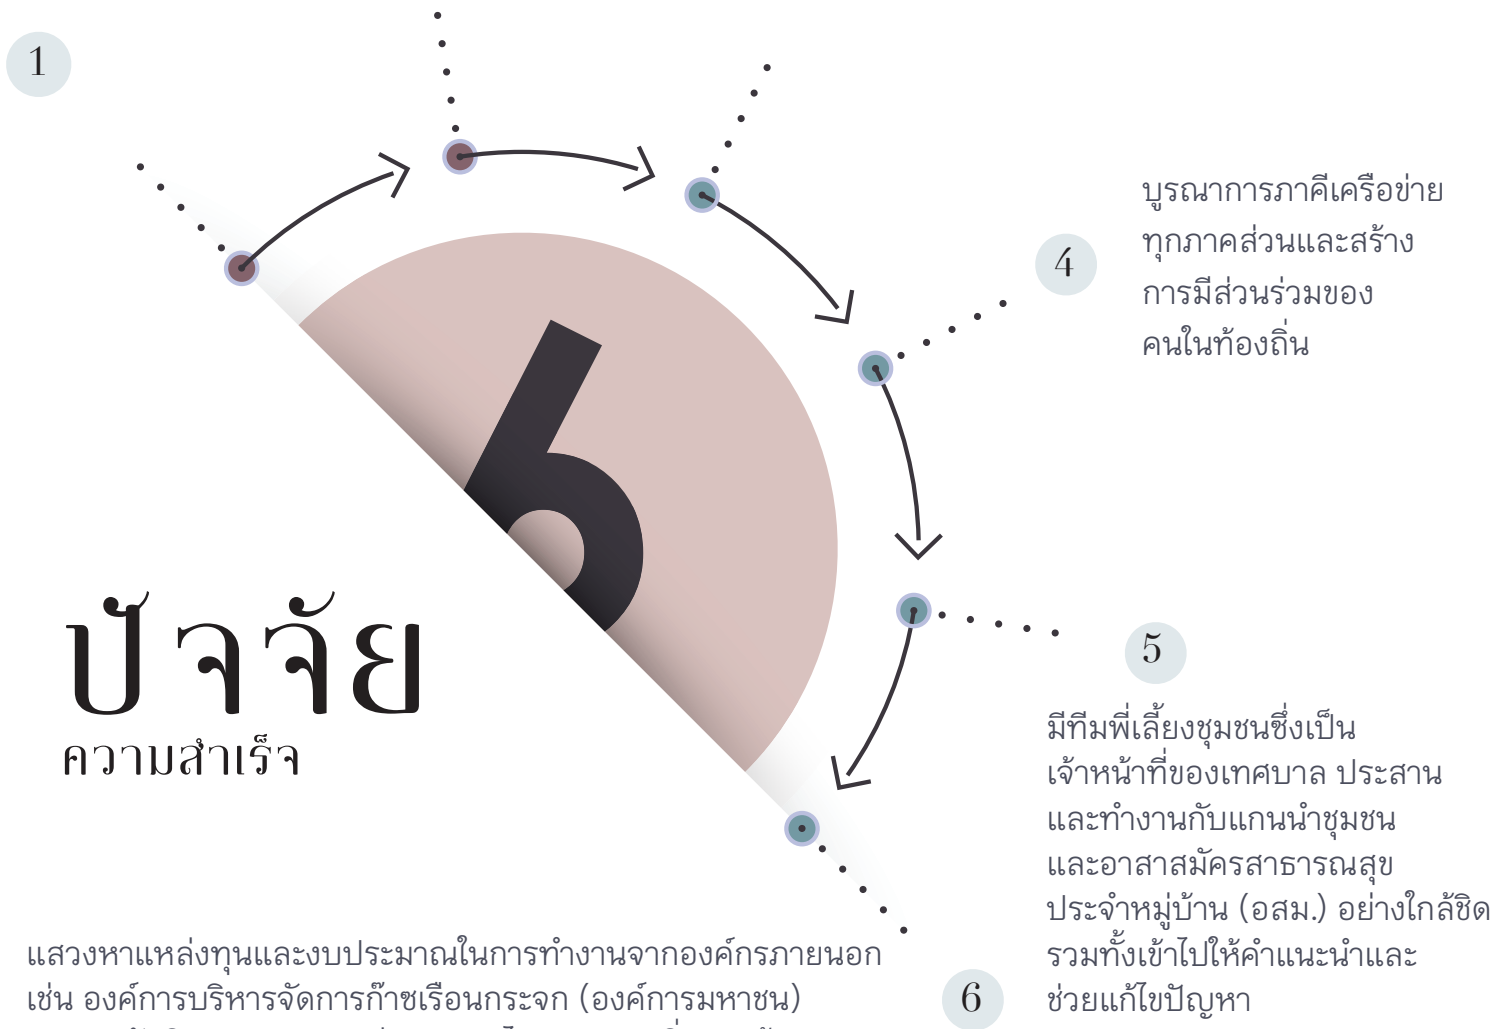 1
6
ปัจจัย
ความสำเร็จ
4
บูรณาการภาคีเครือข่าย
ทุกภาคส่วนและสร้าง
การมีส่วนร่วมของ
คนในท้องถิ่น
5
มีทีมพี่เลี้ยงชุมชนซึ่งเป็น
เจ้าหน้าที่ของเทศบาล ประสาน
และทำงานกับแกนนำชุมชน
และอาสาสมัครสาธารณสุข
ประจำหมู่บ้าน (อสม.) อย่างใกล้ชิด
รวมทั้งเข้าไปให้คำแนะนำและ
ช่วยแก้ไขปัญหา
6
แสวงหาแหล่งทุนและงบประมาณในการทำงานจากองค์กรภายนอก
เช่น องค์การบริหารจัดการก๊าซเรือนกระจก (องค์การมหาชน)